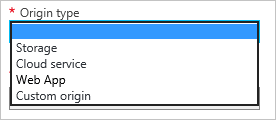 * Origin type
Storage
Cloud service
Web App
Custom origin